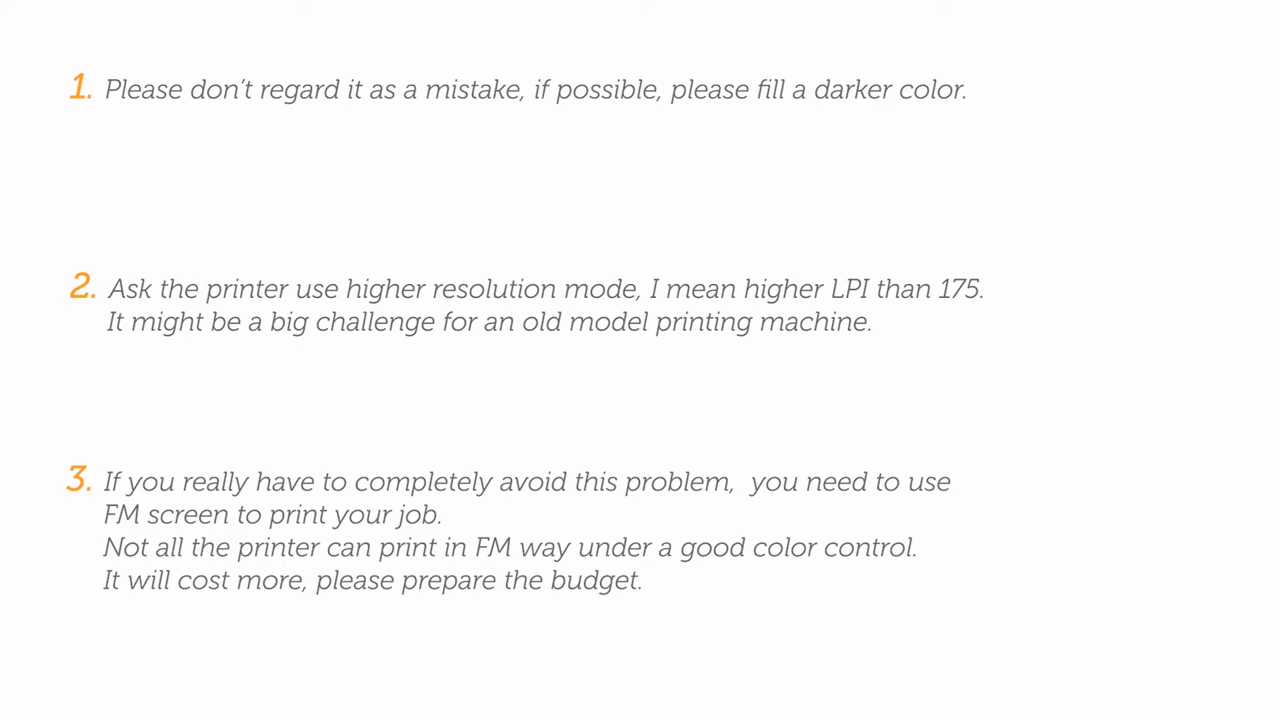 1. Please don’t regard it as a mistake, if possible, please fill a darker color.
2. Ask the printer use higher resolution mode, I mean higher LPI than 175.
It might be a big challenge for an old model printing machine.
3. If you really have to completely avoid this problem,  you need to use
FM screen to print your job.
Not all the printer can print in FM way under a good color control.
It will cost more, please prepare the budget.